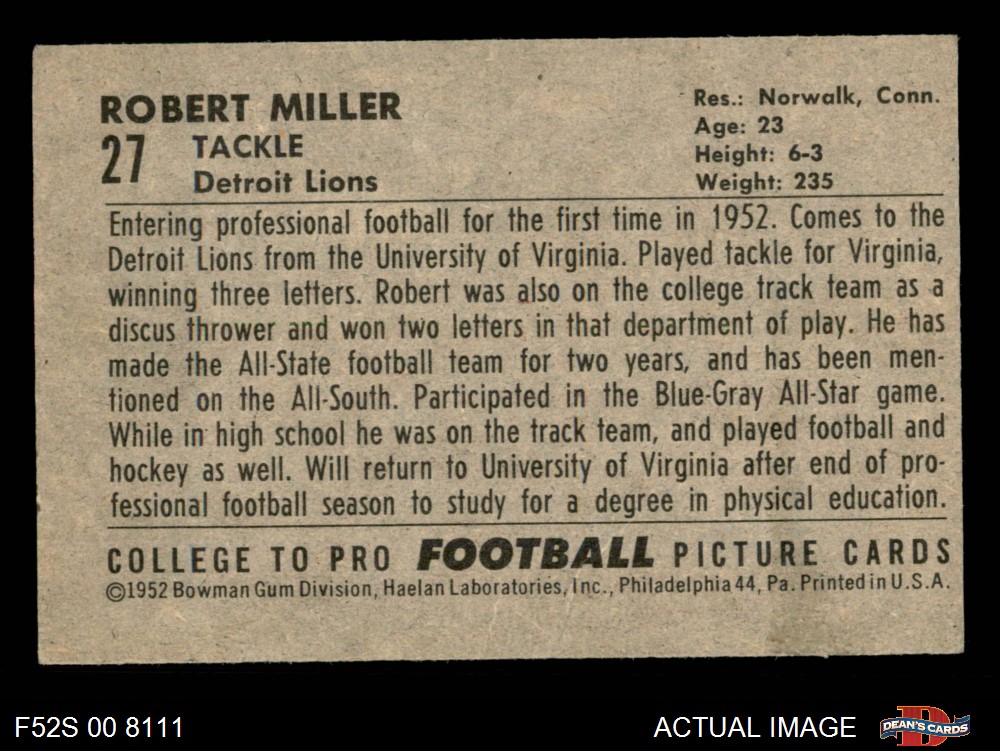 ROBERT MILLER
27 TACKLE
Detroit Lions
Res.: Norwalk, Conn.
Age: 23
Height: 6-3
Weight: 235
Entering professional football for the first time in 1952. Comes to the
Detroit Lions from the University of Virginia. Played tackle for Virginia,
winning three letters. Robert was also on the college track team as a
discus thrower and won two letters in that department of play. He has
made the All-State football team for two years, and has been men-
tioned on the All-South. Participated in the Blue-Gray All-Star game.
While in high school he was on the track team, and played football and
hockey as well. Will return to University of Virginia after end of pro-
fessional football season to study for a degree in physical education.
COLLEGE TO PRO FOOTBALL PICTURE CARDS
©1952 Bowman Gum Division, Haelan Laboratories, Inc., Philadelphia 44, Pa. Printed in U.S.A.
F52S 00 8111
ACTUAL IMAGE
DEAN'S CARDS